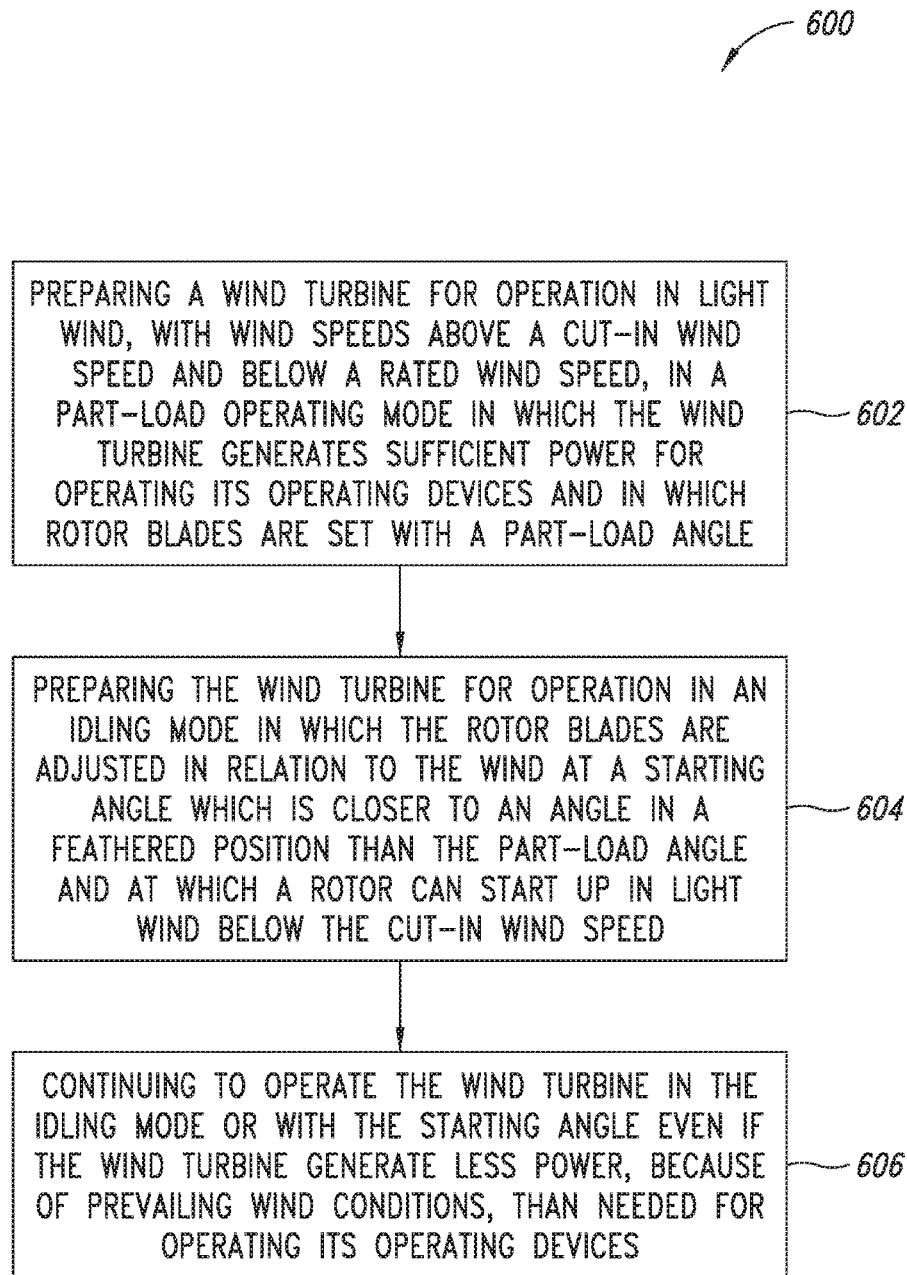 600
PREPARING A WIND TURBINE FOR OPERATION IN LIGHT
WIND, WITH WIND SPEEDS ABOVE A CUT-IN WIND
SPEED AND BELOW A RATED WIND SPEED, IN A
PART-LOAD OPERATING MODE IN WHICH THE WIND
TURBINE GENERATES SUFFICIENT POWER FOR
OPERATING ITS OPERATING DEVICES AND IN WHICH
ROTOR BLADES ARE SET WITH A PART-LOAD ANGLE
602
PREPARING THE WIND TURBINE FOR OPERATION IN AN
IDLING MODE IN WHICH THE ROTOR BLADES ARE
ADJUSTED IN RELATION TO THE WIND AT A STARTING
ANGLE WHICH IS CLOSER TO AN ANGLE IN A
FEATHERED POSITION THAN THE PART-LOAD ANGLE
AND AT WHICH A ROTOR CAN START UP IN LIGHT
WIND BELOW THE CUT-IN WIND SPEED
604
CONTINUING TO OPERATE THE WIND TURBINE IN THE
IDLING MODE OR WITH THE STARTING ANGLE EVEN IF
THE WIND TURBINE GENERATE LESS POWER, BECAUSE
OF PREVAILING WIND CONDITIONS, THAN NEEDED FOR
OPERATING ITS OPERATING DEVICES
606